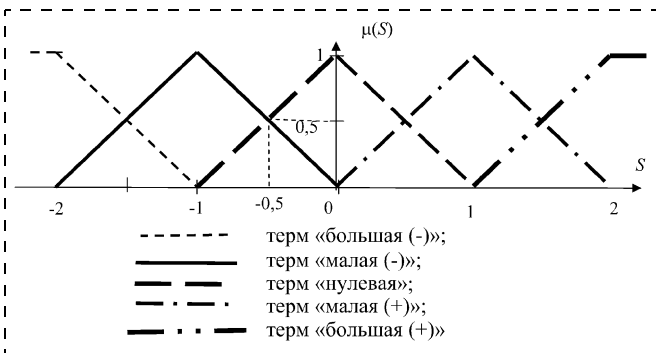 μ(S)
1
0,5
S
-2 -1 -0,5 0 1 2
терм «большая (-)»;
терм «малая (-)»;
терм «нулевая»;
терм «малая (+)»;
терм «большая (+)»